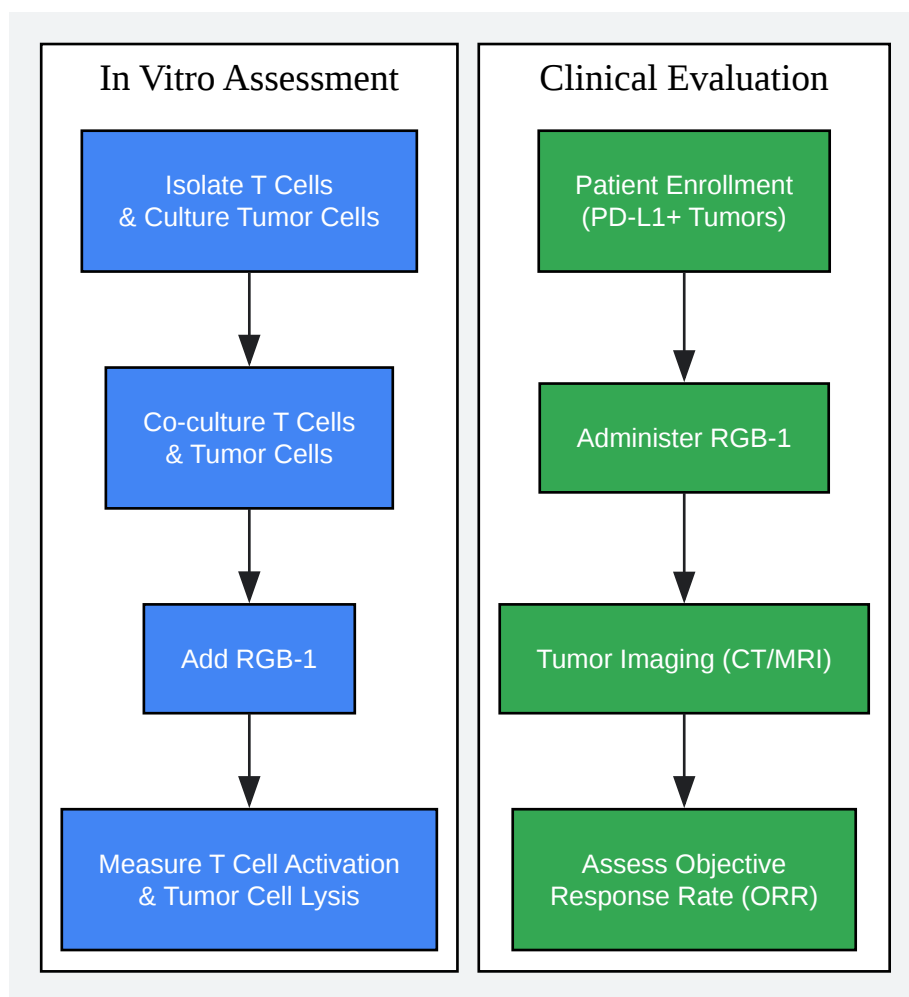 In Vitro Assessment
Isolate T Cells
& Culture Tumor Cells
Co-culture T Cells
& Tumor Cells
Add RGB-1
Measure T Cell Activation
& Tumor Cell Lysis
Clinical Evaluation
Patient Enrollment
(PD-L1+ Tumors)
Administer RGB-1
Tumor Imaging (CT/MRI)
Assess Objective
Response Rate (ORR)